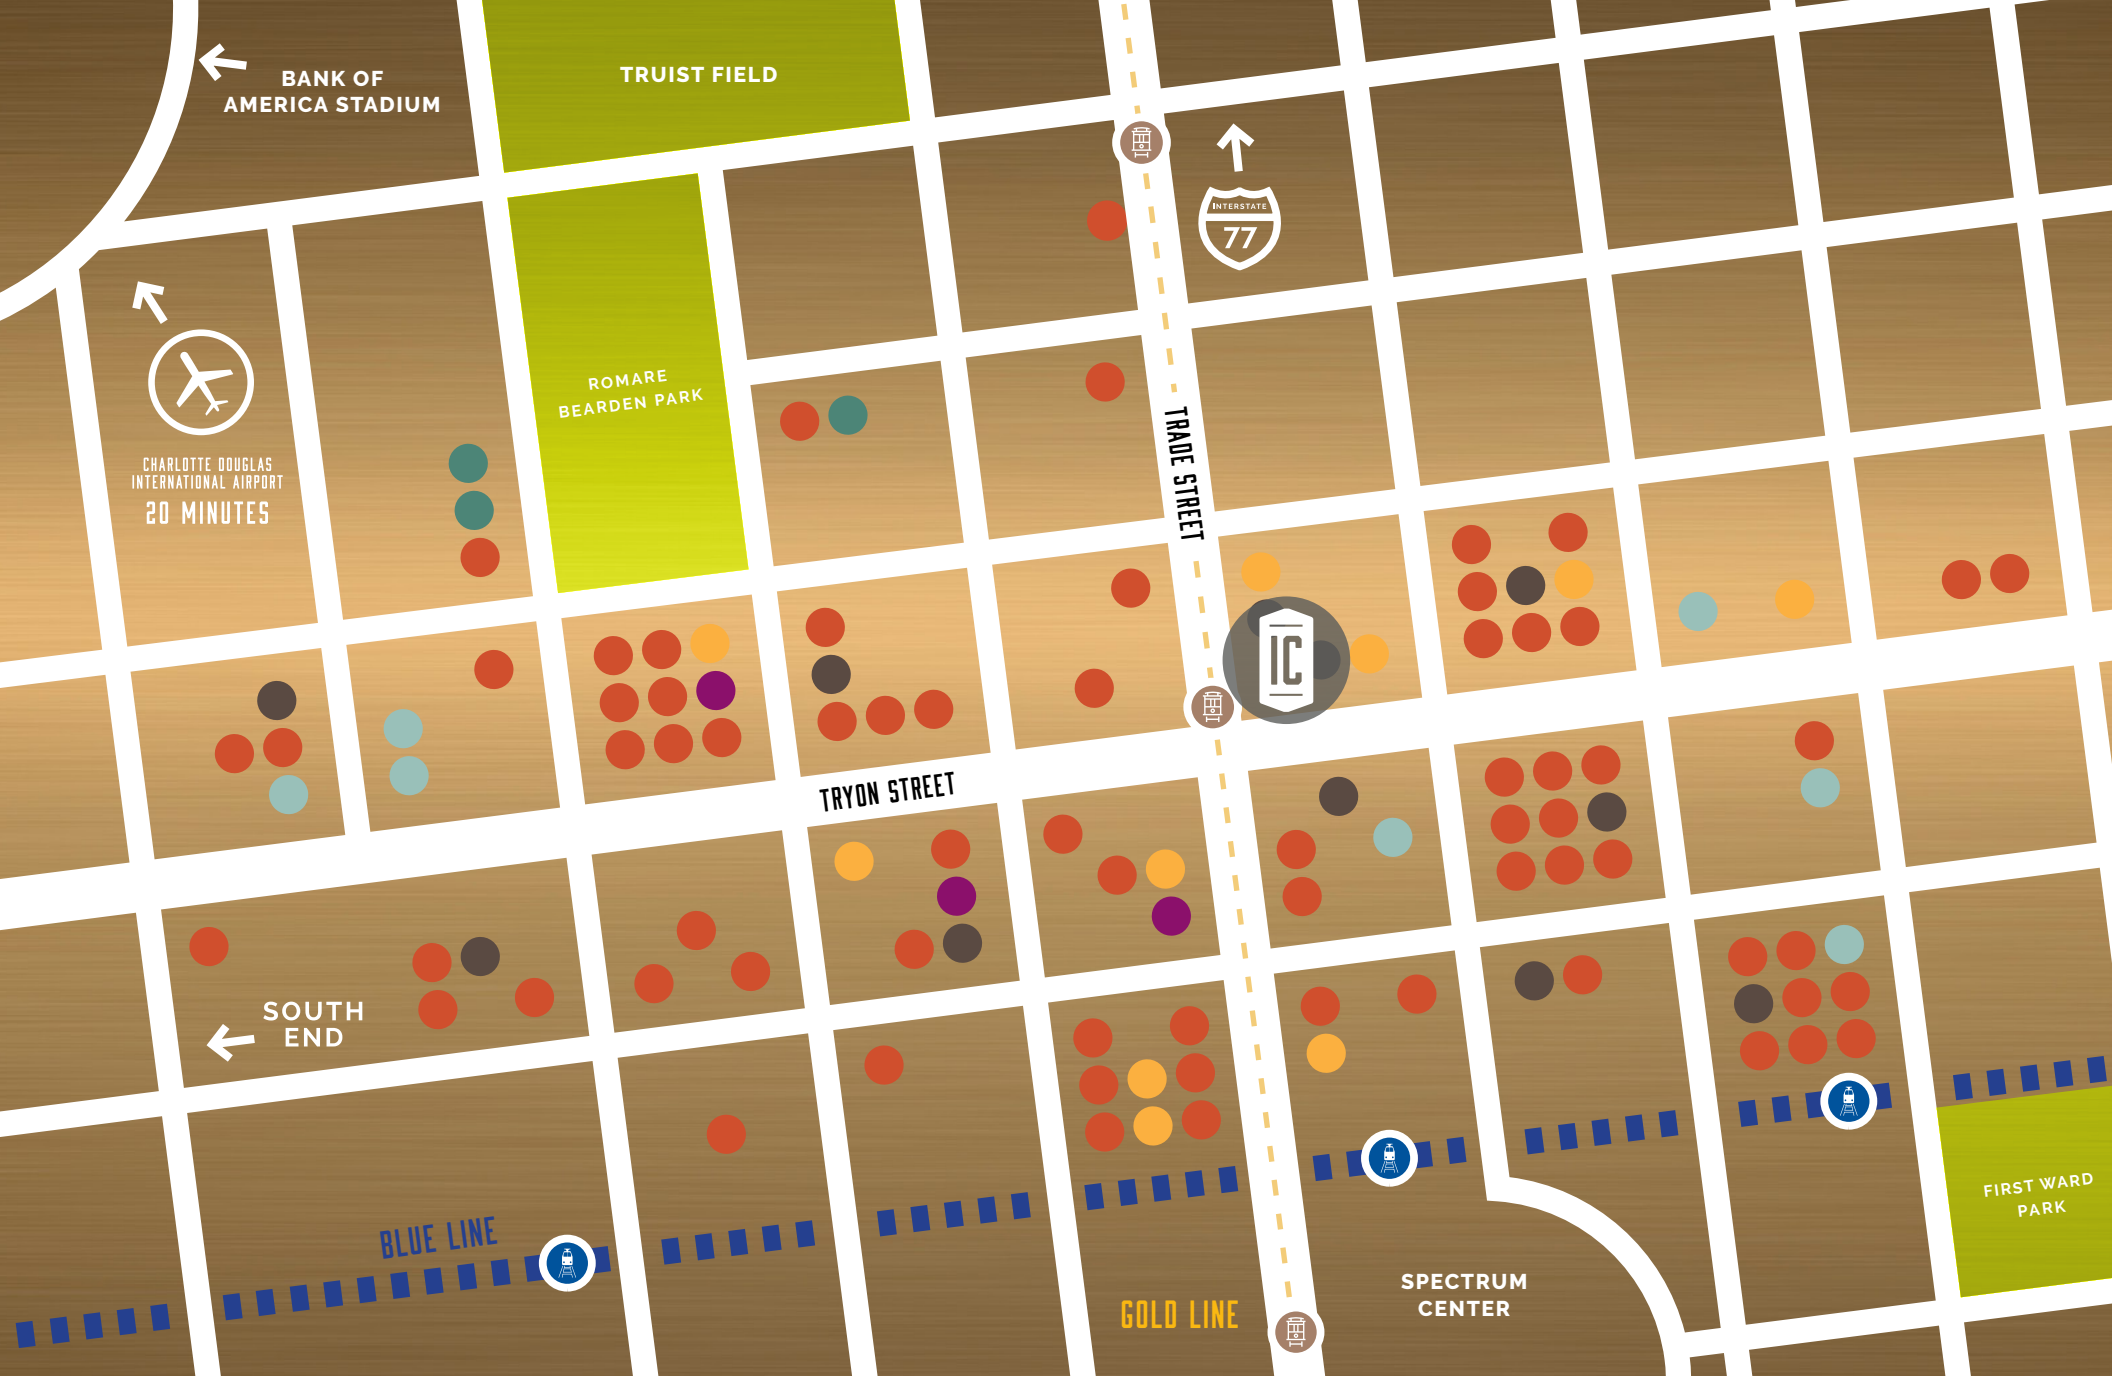 BANK OF
AMERICA STADIUM
TRUIST FIELD
INTERSTATE
77
ROMARE
BEARDEN PARK
CHARLOTTE DOUGLAS
INTERNATIONAL AIRPORT
20 MINUTES
TRADE STREET
IC
TRYON STREET
SOUTH
END
BLUE LINE
GOLD LINE
SPECTRUM
CENTER
FIRST WARD
PARK